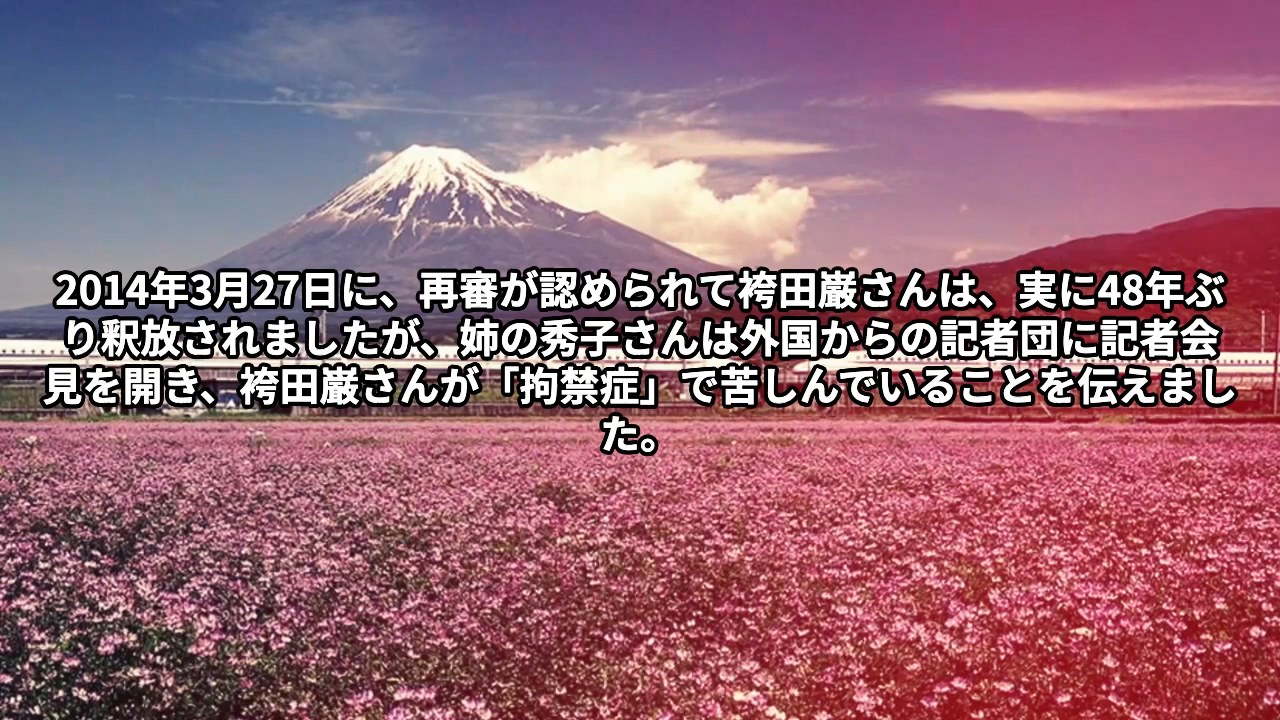 2014年3月27日に、再審が認められて袴田巌さんは、実に48年ぶ
り釈放されましたが、姉の秀子さんは外国からの記者団に記者会
見を開き、袴田巌さんが「拘禁症」で苦しんでいることを伝えまし
た。